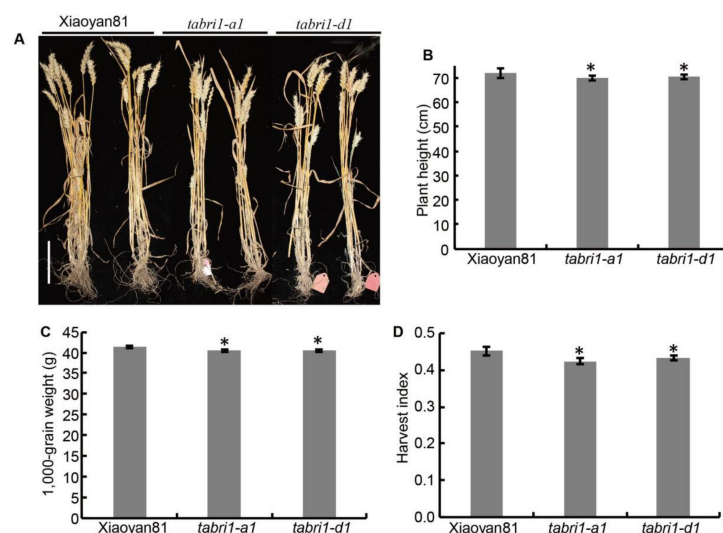 Xiaoyan81 tabri1-a1 tabri1-d1
A
B
Plant height (cm)
70
60
50
40
30
20
10
0
* *
Xiaoyan81 tabri1-a1 tabri1-d1
C
1,000-grain weight (g)
45
40
35
30
25
20
15
10
5
0
* *
Xiaoyan81 tabri1-a1 tabri1-d1
D
Harvest index
0.5
0.4
0.3
0.2
0.1
0.0
* *
Xiaoyan81 tabri1-a1 tabri1-d1